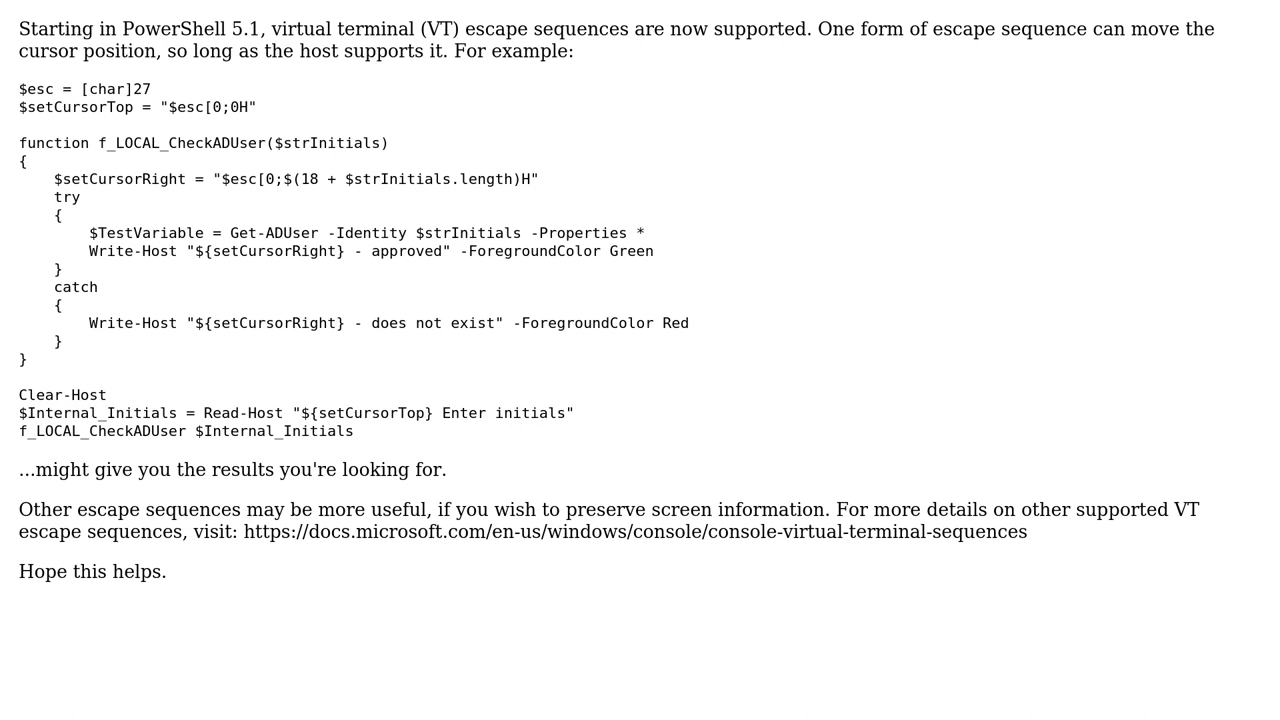 Starting in PowerShell 5.1, virtual terminal (VT) escape sequences are now supported. One form of escape sequence can move the
cursor position, so long as the host supports it. For example:
$esc = [char]27
$setCursorTop = "$esc[0;0H"
function f_LOCAL_CheckADUser($strInitials)
{
    $setCursorRight = "$esc[0;$(18 + $strInitials.length)H"
    try
    {
        $TestVariable = Get-ADUser -Identity $strInitials -Properties *
        Write-Host "${setCursorRight} - approved" -ForegroundColor Green
    }
    catch
    {
        Write-Host "${setCursorRight} - does not exist" -ForegroundColor Red
    }
}
Clear-Host
$Internal_Initials = Read-Host "${setCursorTop} Enter initials"
f_LOCAL_CheckADUser $Internal_Initials
...might give you the results you're looking for.
Other escape sequences may be more useful, if you wish to preserve screen information. For more details on other supported VT
escape sequences, visit: https://docs.microsoft.com/en-us/windows/console/console-virtual-terminal-sequences
Hope this helps.